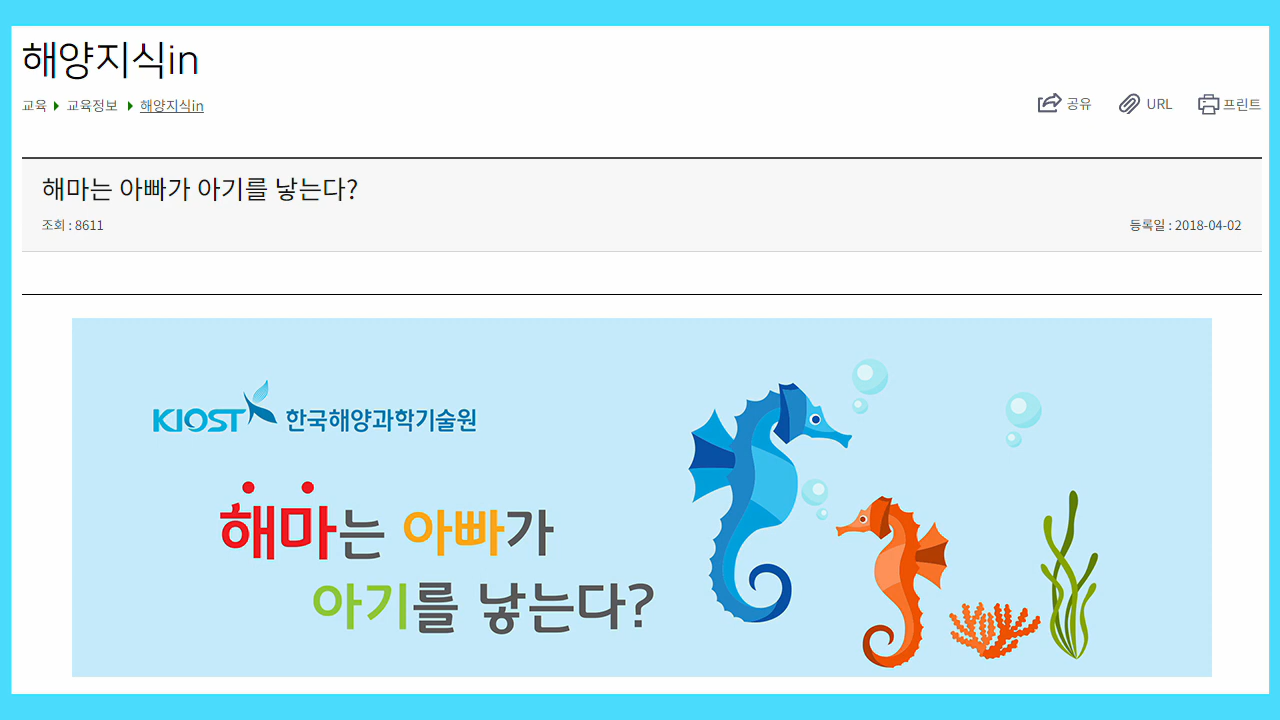 해양지식in
교육 교육정보 해양지식in
공유 URL 프린트
해마는 아빠가 아기를 낳는다?
조회 : 8611 등록일 : 2018-04-02
KIOST 한국해양과학기술원
해마는 아빠가
아기를 낳는다?